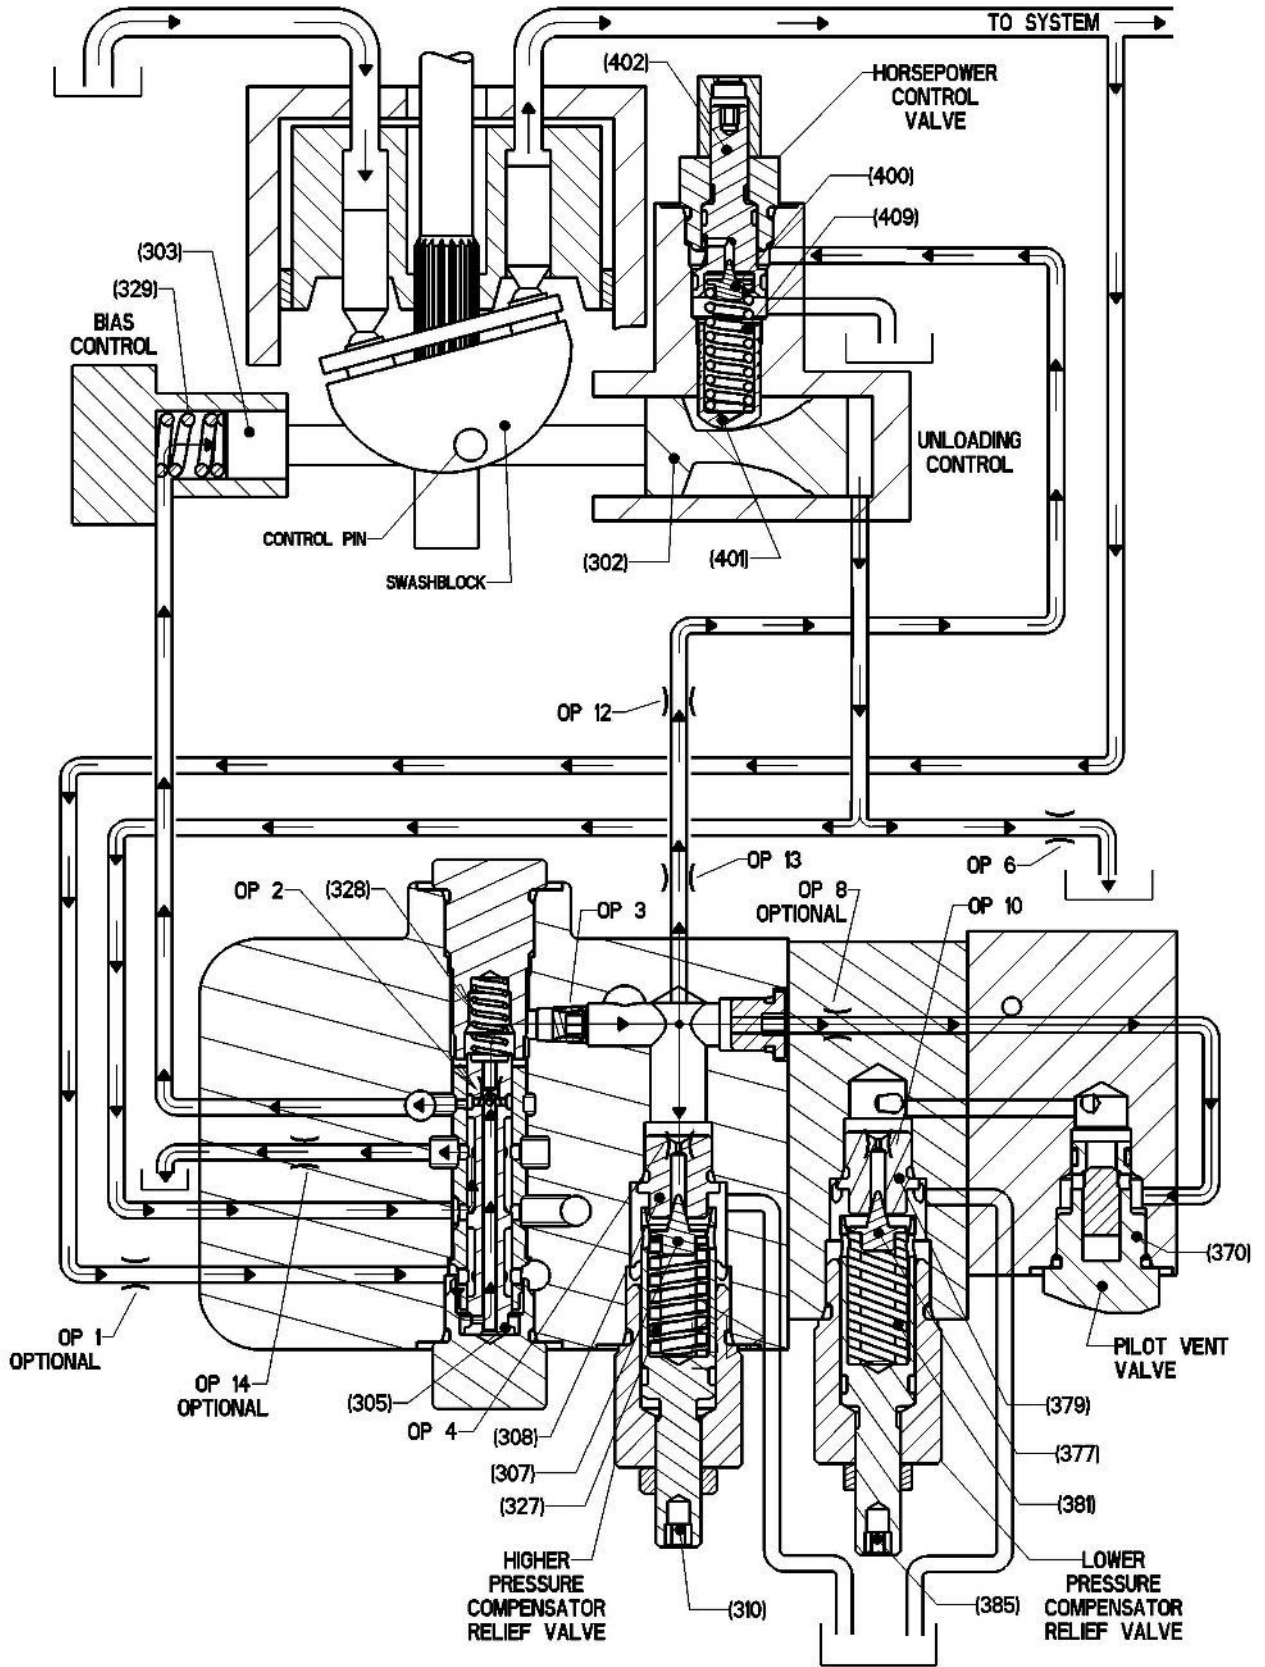 TO SYSTEM
(402)
HORSEPOWER
CONTROL
VALVE
(400)
(409)
(303)
(329)
BIAS
CONTROL
UNLOADING
CONTROL
CONTROL PIN
SWASHBLOCK
(302)
(401)
OP 12
OP 13
OP 6
OP 2
(328)
OP 3
OP 8
OPTIONAL
OP 10
OP 1
OPTIONAL
OP 14
OPTIONAL
(305)
OP 4
(308)
(307)
(327)
(370)
PILOT VENT
VALVE
(379)
(377)
(381)
HIGHER
PRESSURE
COMPENSATOR
RELIEF VALVE
(310)
(385)
LOWER
PRESSURE
COMPENSATOR
RELIEF VALVE